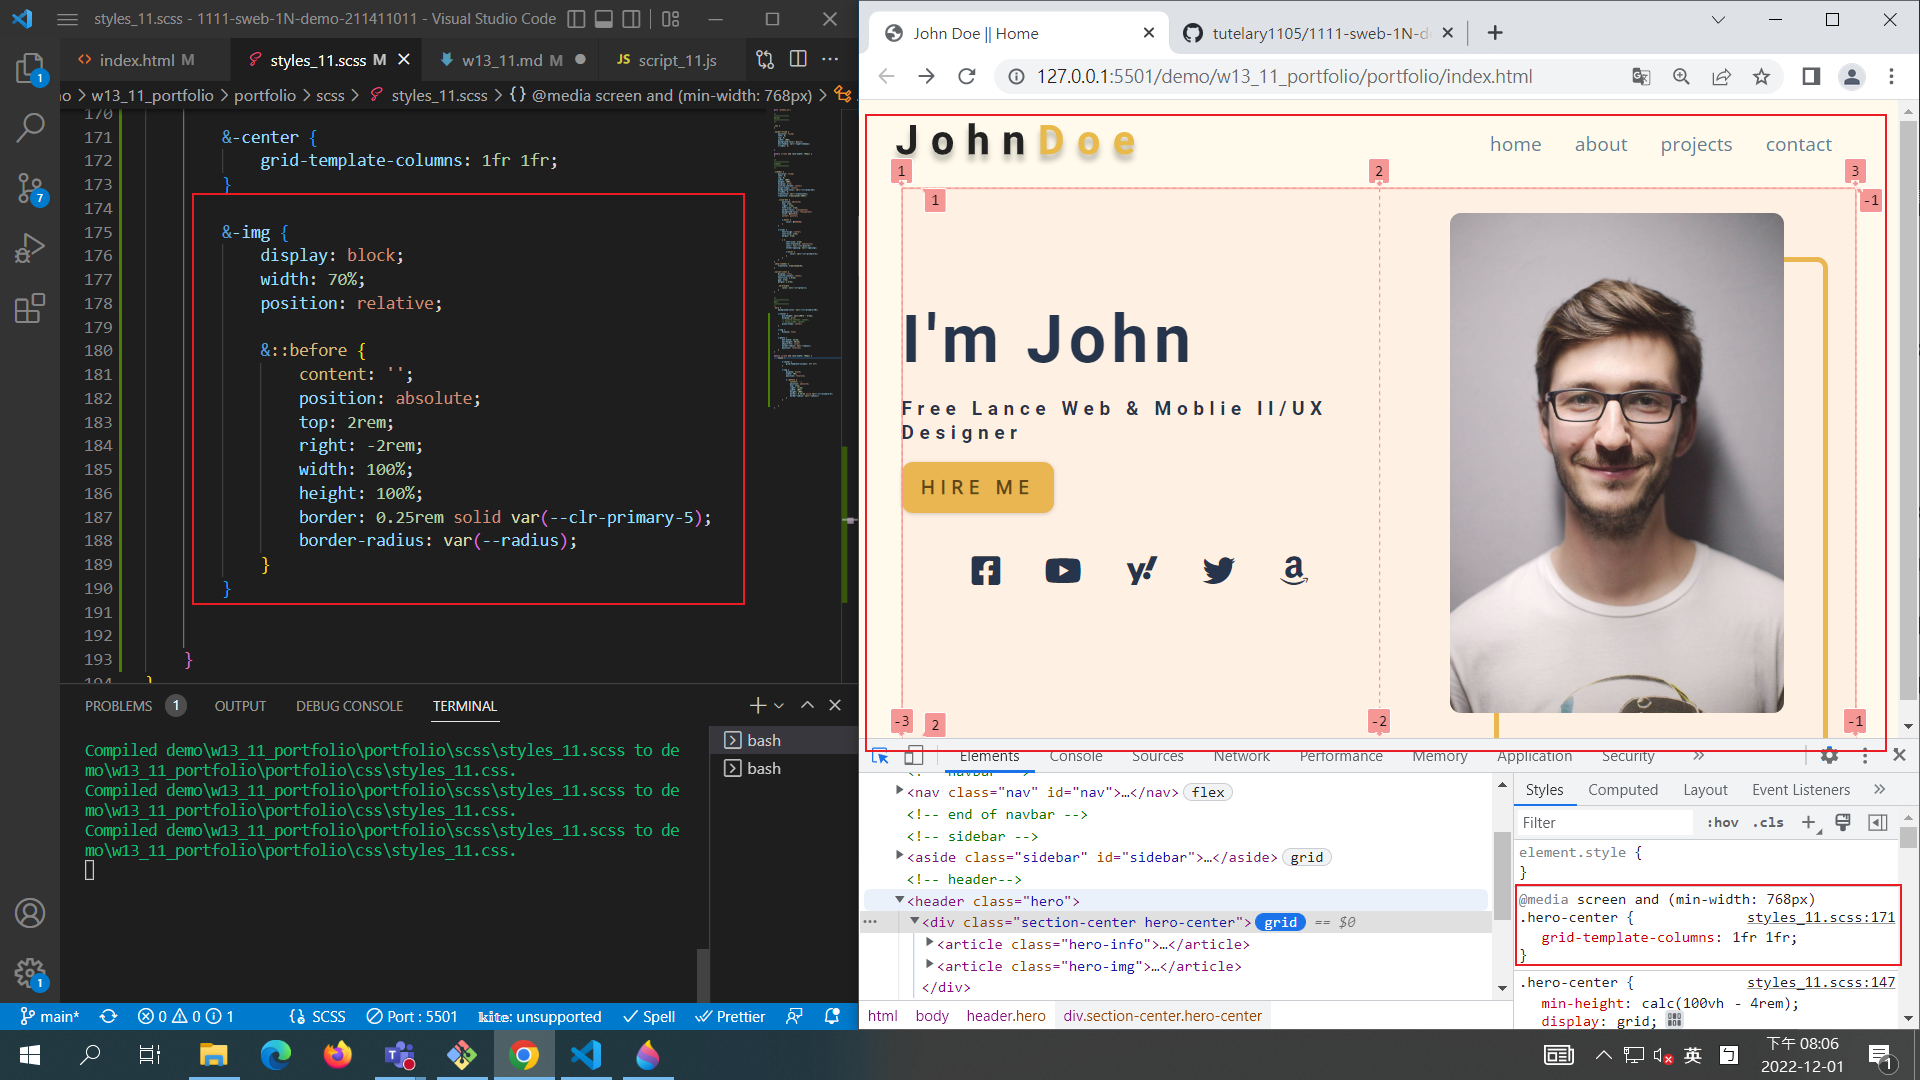 styles_11.scss - 1111-sweb-1N-demo-211411011 - Visual Studio Code
index.html M
styles_11.scss M
w13_11.md M
JS script_11.js
w13_11_portfolio > portfolio > scss > styles_11.scss > {} @media screen and (min-width: 768px) >
170
171 &-center {
172 grid-template-columns: 1fr 1fr;
173 }
174
175 &-img {
176 display: block;
177 width: 70%;
178 position: relative;
179
180 &::before {
181 content: '';
182 position: absolute;
183 top: 2rem;
184 right: -2rem;
185 width: 100%;
186 height: 100%;
187 border: 0.25rem solid var(--clr-primary-5);
188 border-radius: var(--radius);
189 }
190 }
191
192
193 }
194 }
1
7
1
PROBLEMS 1 OUTPUT DEBUG CONSOLE TERMINAL
Compiled demo\w13_11_portfolio\portfolio\scss\styles_11.scss to de
mo\w13_11_portfolio\portfolio\css\styles_11.css.
Compiled demo\w13_11_portfolio\portfolio\scss\styles_11.scss to de
mo\w13_11_portfolio\portfolio\css\styles_11.css.
Compiled demo\w13_11_portfolio\portfolio\scss\styles_11.scss to de
mo\w13_11_portfolio\portfolio\css\styles_11.css.
bash
bash
main* 0 0 1 SCSS Port : 5501 kite: unsupported Spell Prettier
John Doe || Home
tutelary1105/1111-sweb-1N-d
127.0.0.1:5501/demo/w13_11_portfolio/portfolio/index.html
JohnDoe
home about projects contact
1 2 3
1 -1
I'm John
Free Lance Web & Moblie II/UX
Designer
HIRE ME
-3 2 -2 -1
Elements Console Sources Network Performance Memory Application Security »
<!-- navbar -->
<nav class="nav" id="nav">…</nav> flex
<!-- end of navbar -->
<!-- sidebar -->
<aside class="sidebar" id="sidebar">…</aside> grid
<!-- header-->
<header class="hero">
<div class="section-center hero-center"> grid == $0
<article class="hero-info">…</article>
<article class="hero-img">…</article>
</div>
html body header.hero div.section-center.hero-center
Styles Computed Layout Event Listeners »
Filter :hov .cls
element.style {
}
@media screen and (min-width: 768px)
.hero-center { styles_11.scss:171
grid-template-columns: 1fr 1fr;
}
.hero-center { styles_11.scss:147
min-height: calc(100vh - 4rem);
display: grid;
英
下午 08:06
2022-12-01
1